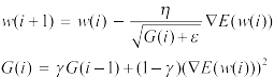 w(i+1) = w(i) − η / √(G(i)+ε) ∇E(w(i))
G(i) = γG(i−1)+(1−γ)(∇E(w(i)))²